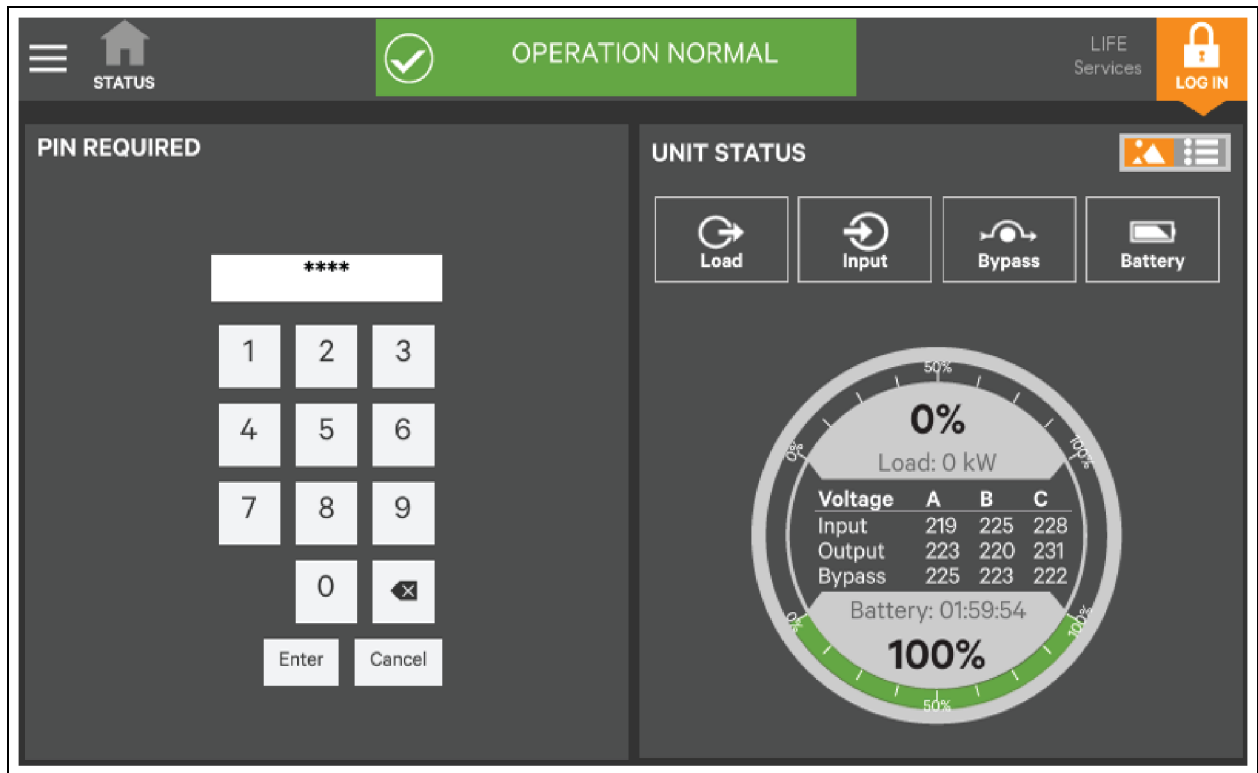 STATUS
OPERATION NORMAL
LIFE
Services
LOG IN
PIN REQUIRED
****
1 2 3
4 5 6
7 8 9
0
Enter Cancel
UNIT STATUS
Load Input Bypass Battery
50%
0% 100%
0%
Load: 0 kW
Voltage A B C
Input 219 225 228
Output 223 220 231
Bypass 225 223 222
Battery: 01:59:54
0% 100%
100%
50%